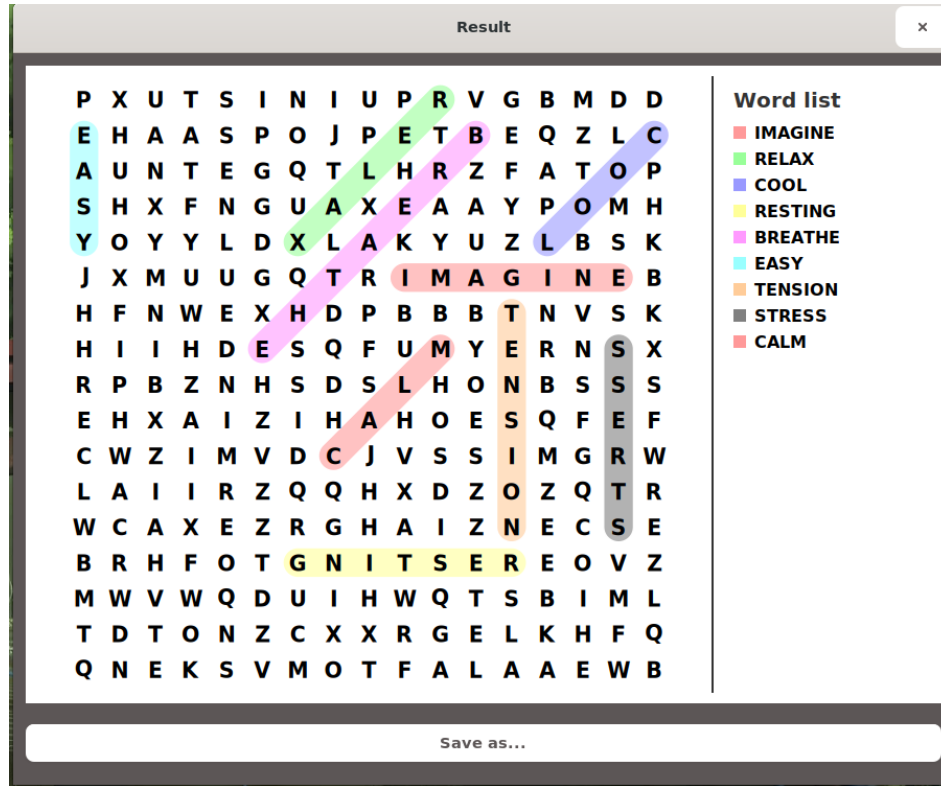 Result
×
P X U T S I N I U P R V G B M D D
E H A A S P O J P E T B E Q Z L C
A U N T E G Q T L H R Z F A T O P
S H X F N G U A X E A A Y P O M H
Y O Y Y L D X L A K Y U Z L B S K
J X M U U G Q T R I M A G I N E B
H F N W E X H D P B B B T N V S K
H I I H D E S Q F U M Y E R N S X
R P B Z N H S D S L H O N B S S S
E H X A I Z I H A H O E S Q F E F
C W Z I M V D C J V S S I M G R W
L A I I R Z Q Q H X D Z O Z Q T R
W C A X E Z R G H A I Z N E C S E
B R H F O T G N I T S E R E O V Z
M W V W Q D U I H W Q T S B I M L
T D T O N Z C X X R G E L K H F Q
Q N E K S V M O T F A L A A E W B
Word list
IMAGINE
RELAX
COOL
RESTING
BREATHE
EASY
TENSION
STRESS
CALM
Save as...